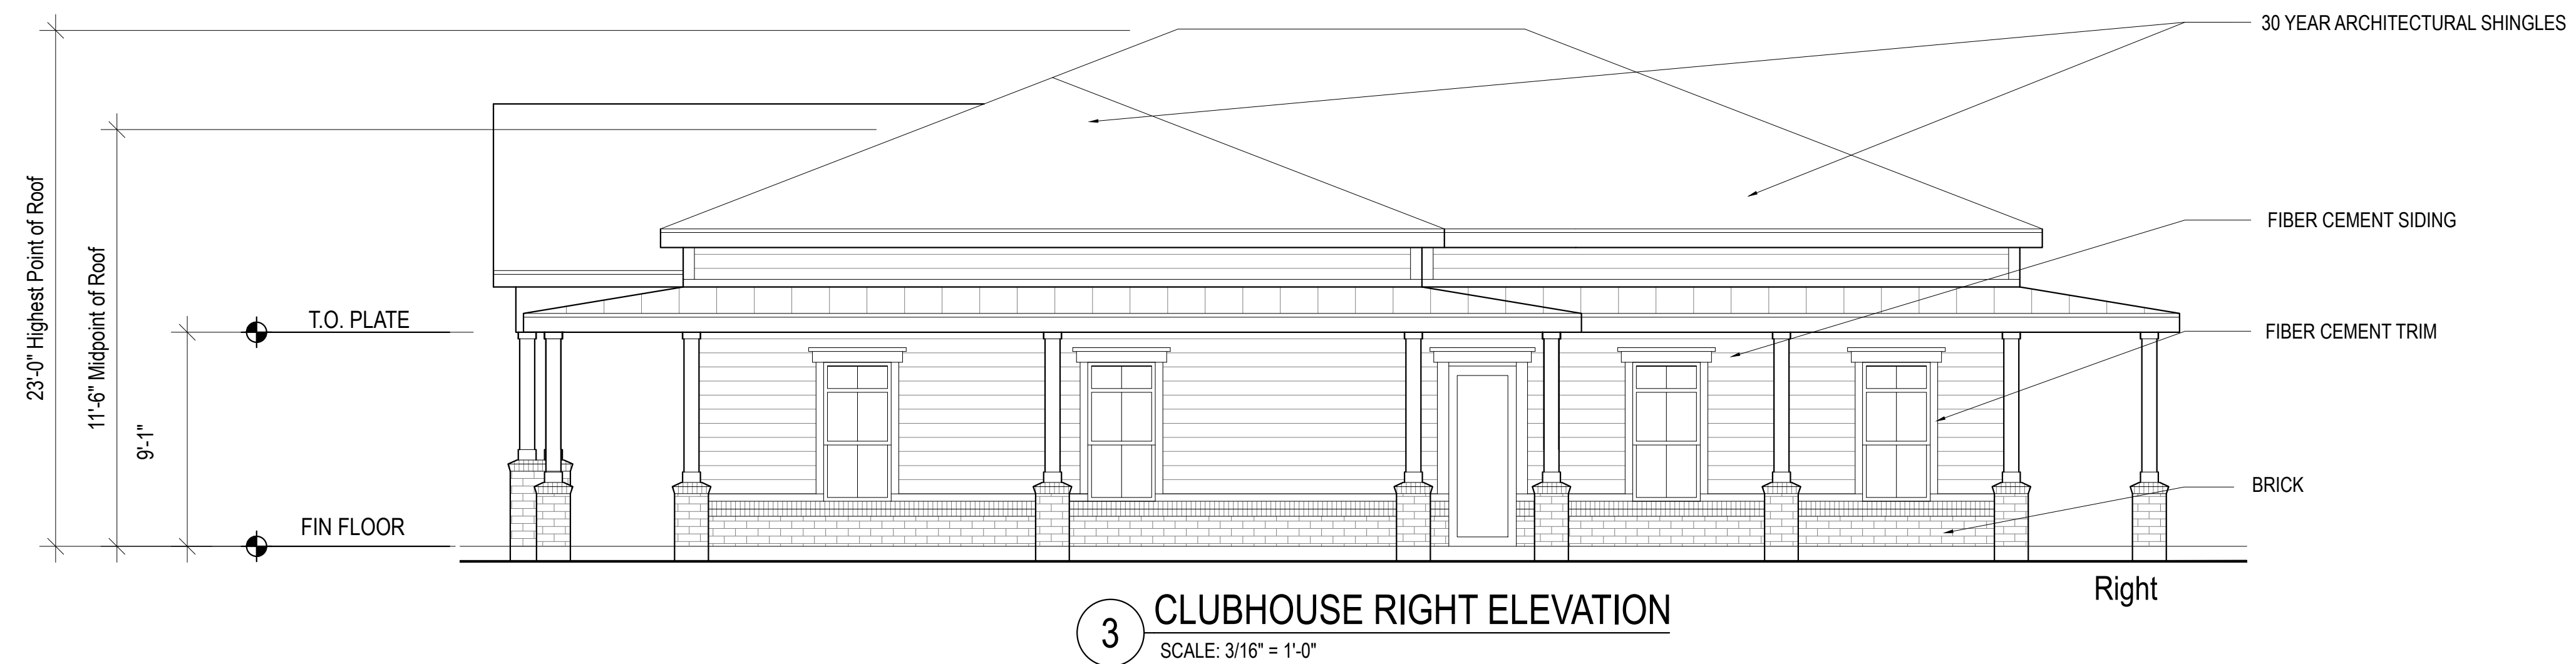 30 YEAR ARCHITECTURAL SHINGLES
23'-0" Highest Point of Roof
11'-6" Midpoint of Roof
9'-1"
T.O. PLATE
FIN FLOOR
FIBER CEMENT SIDING
FIBER CEMENT TRIM
BRICK
Right
3
CLUBHOUSE RIGHT ELEVATION
SCALE: 3/16" = 1'-0"